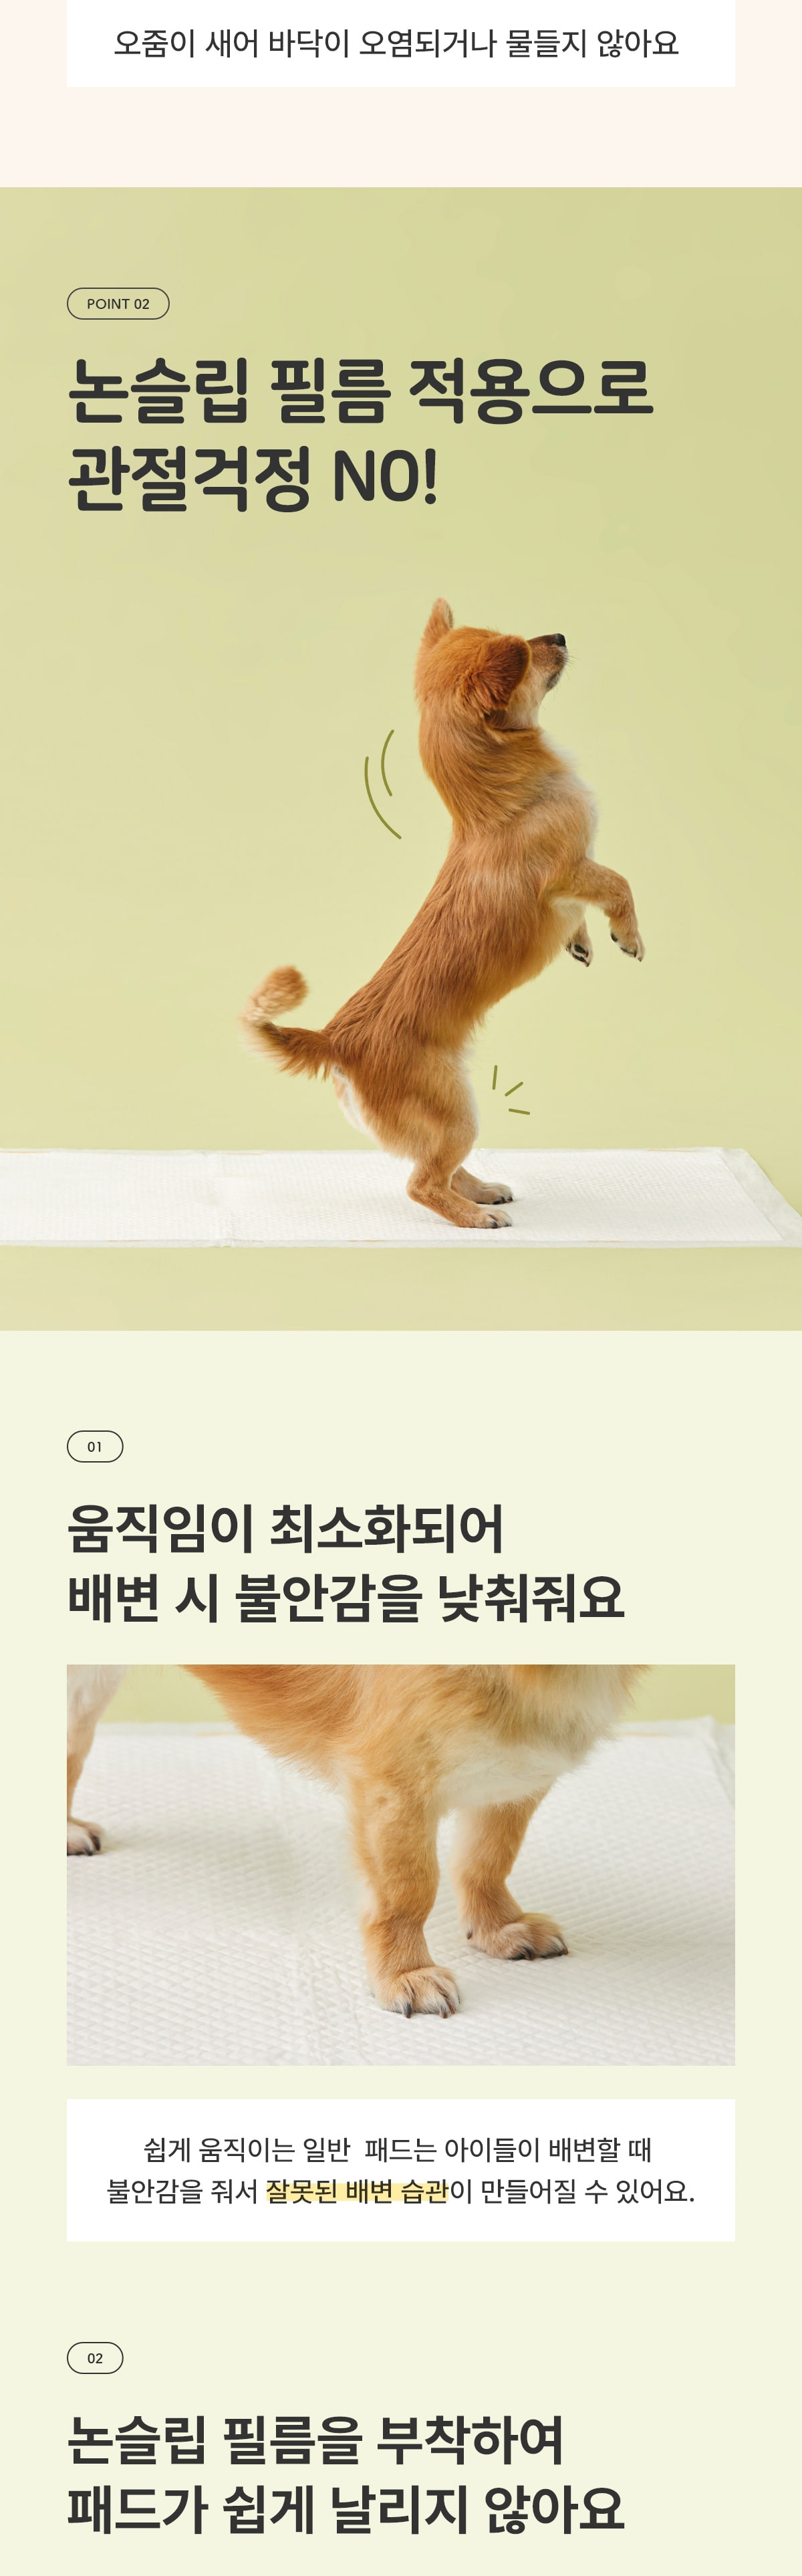 오줌이 새어 바닥이 오염되거나 물들지 않아요
POINT 02
논슬립 필름 적용으로
관절걱정 NO!
01
움직임이 최소화되어
배변 시 불안감을 낮춰줘요
쉽게 움직이는 일반 패드는 아이들이 배변할 때
불안감을 줘서 잘못된 배변 습관이 만들어질 수 있어요.
02
논슬립 필름을 부착하여
패드가 쉽게 날리지 않아요